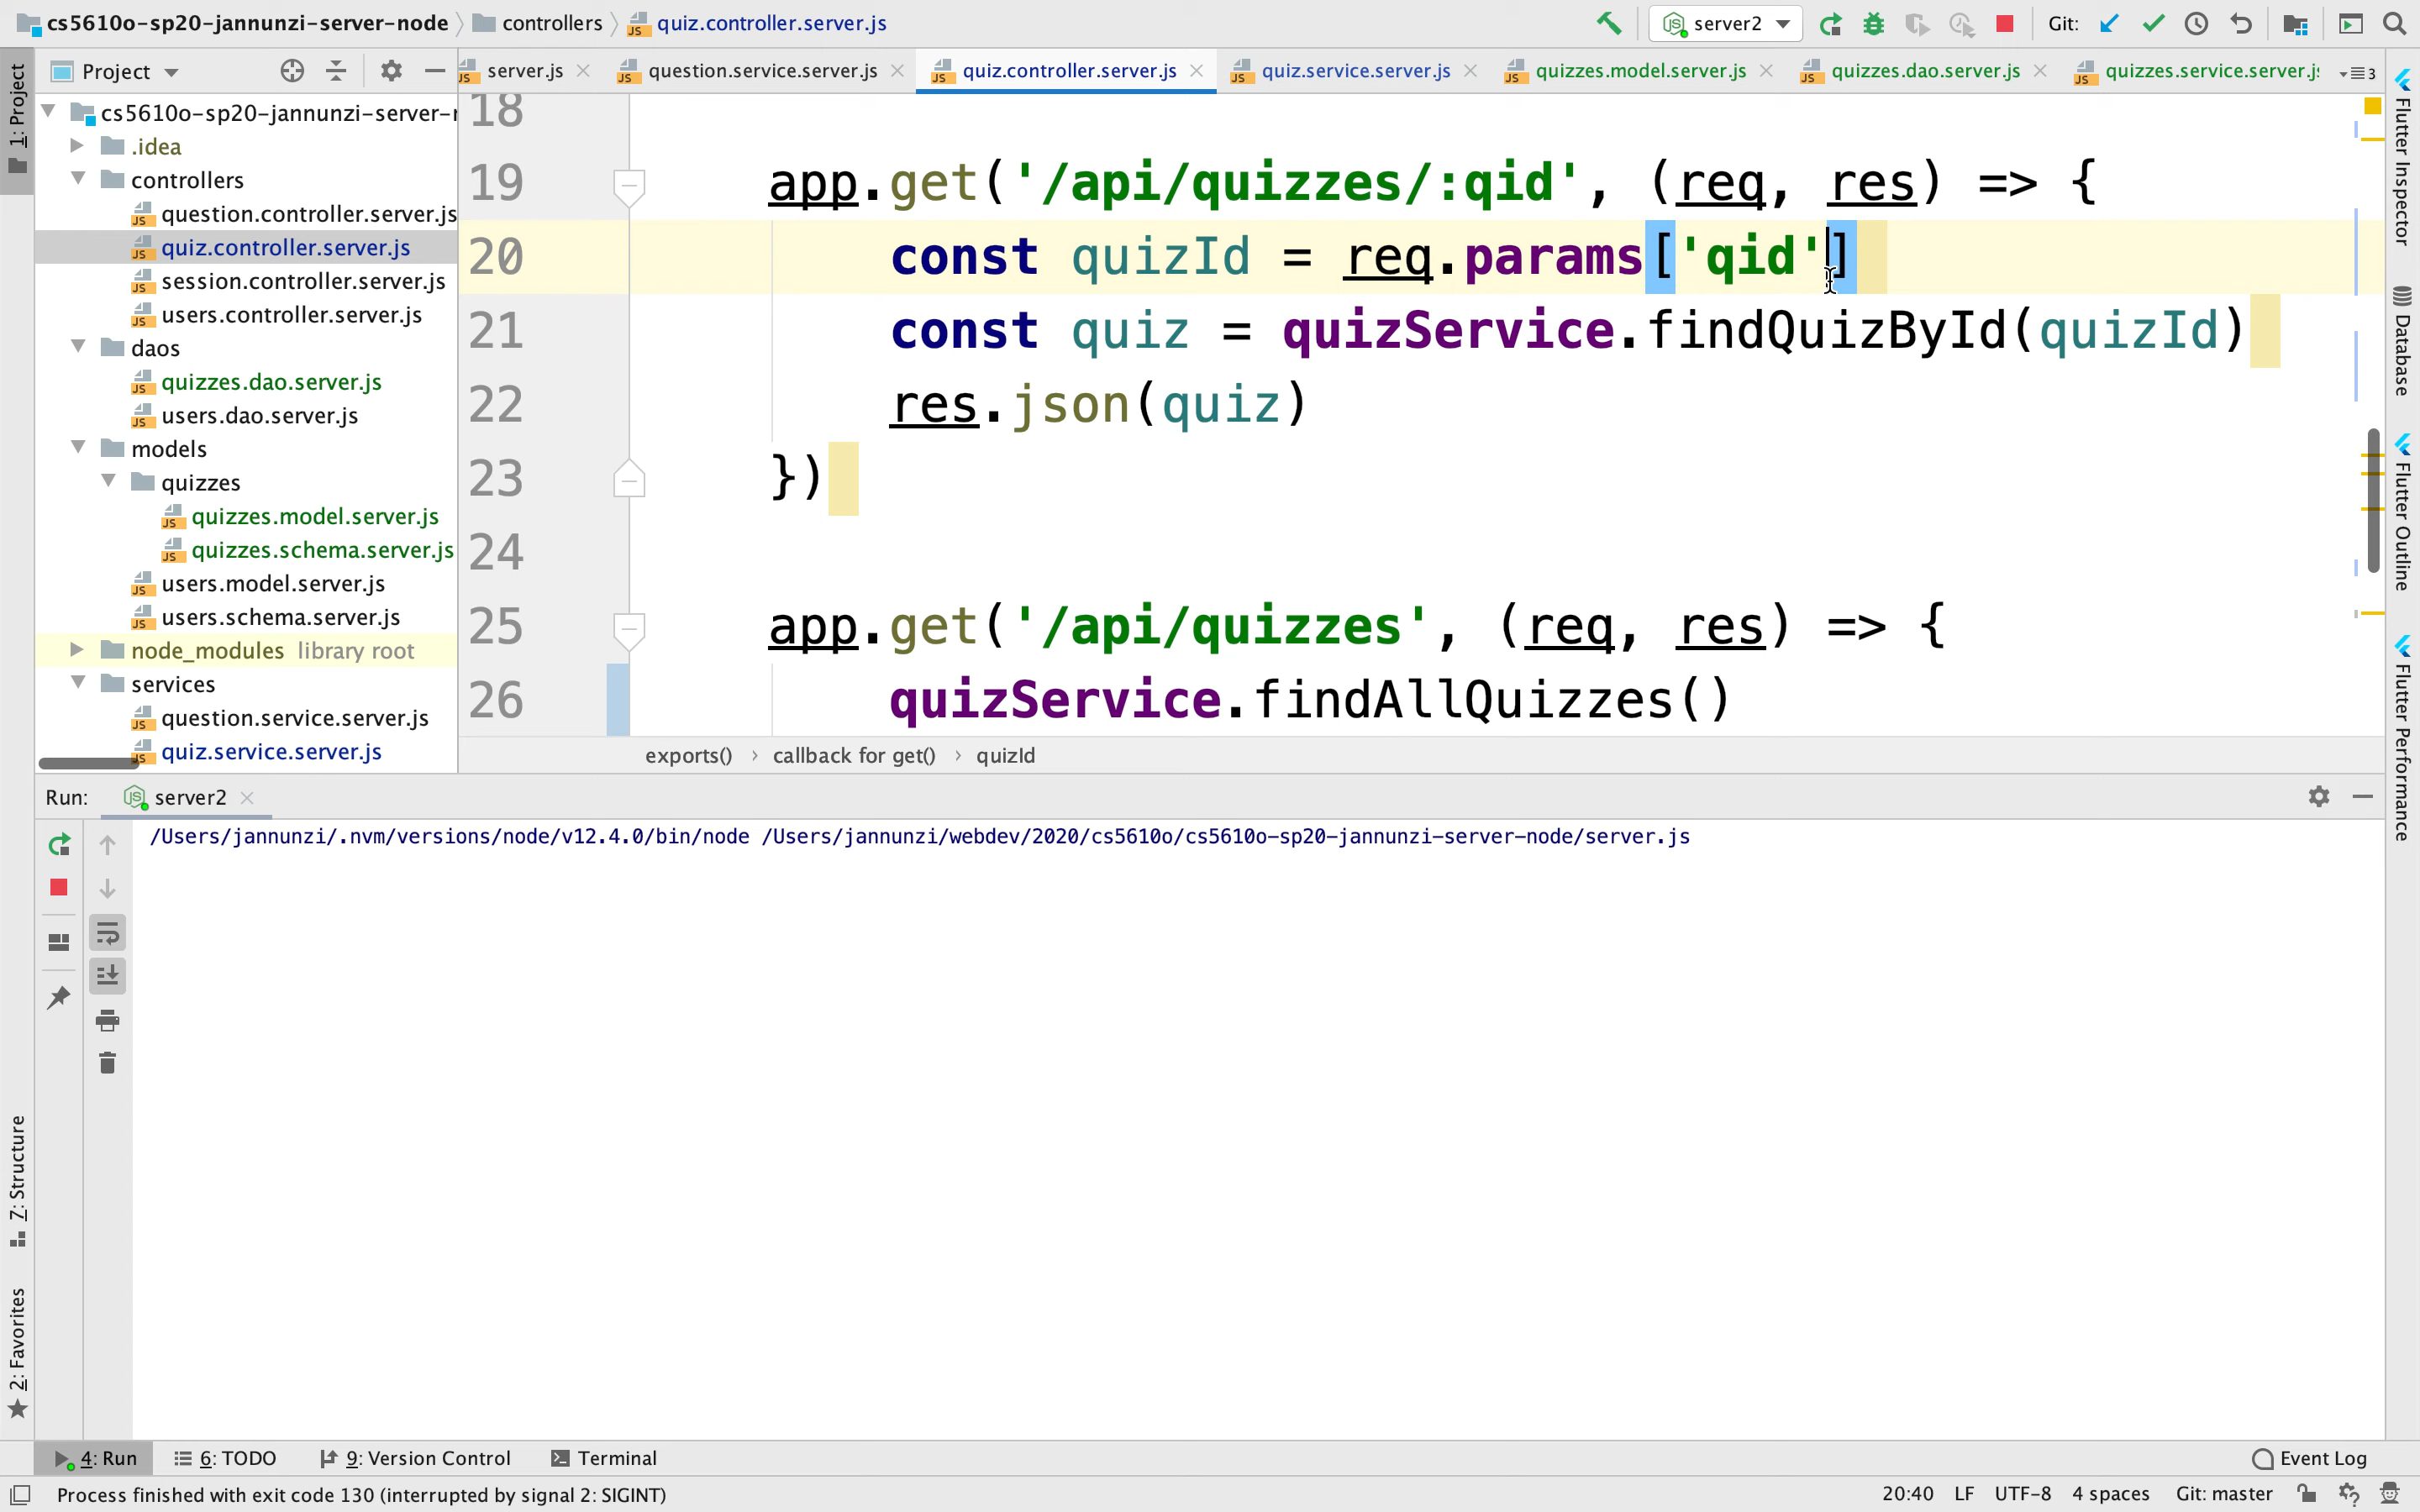 cs5610o-sp20-jannunzi-server-node controllers quiz.controller.server.js server2 Git:
Project
server.js question.service.server.js quiz.controller.server.js quiz.service.server.js quizzes.model.server.js quizzes.dao.server.js quizzes.service.server.js 3
cs5610o-sp20-jannunzi-server-
.idea
controllers
question.controller.server.js
quiz.controller.server.js
session.controller.server.js
users.controller.server.js
daos
quizzes.dao.server.js
users.dao.server.js
models
quizzes
quizzes.model.server.js
quizzes.schema.server.js
users.model.server.js
users.schema.server.js
node_modules library root
services
question.service.server.js
quiz.service.server.js
18
19 app.get('/api/quizzes/:qid', (req, res) => {
20 const quizId = req.params['qid']
21 const quiz = quizService.findQuizById(quizId)
22 res.json(quiz)
23 })
24
25 app.get('/api/quizzes', (req, res) => {
26 quizService.findAllQuizzes()
exports() › callback for get() › quizId
Run: server2
/Users/jannunzi/.nvm/versions/node/v12.4.0/bin/node /Users/jannunzi/webdev/2020/cs5610o/cs5610o-sp20-jannunzi-server-node/server.js
1: Project
7: Structure
2: Favorites
Flutter Inspector
Database
Flutter Outline
Flutter Performance
4: Run 6: TODO 9: Version Control Terminal Event Log
Process finished with exit code 130 (interrupted by signal 2: SIGINT) 20:40 LF UTF-8 4 spaces Git: master